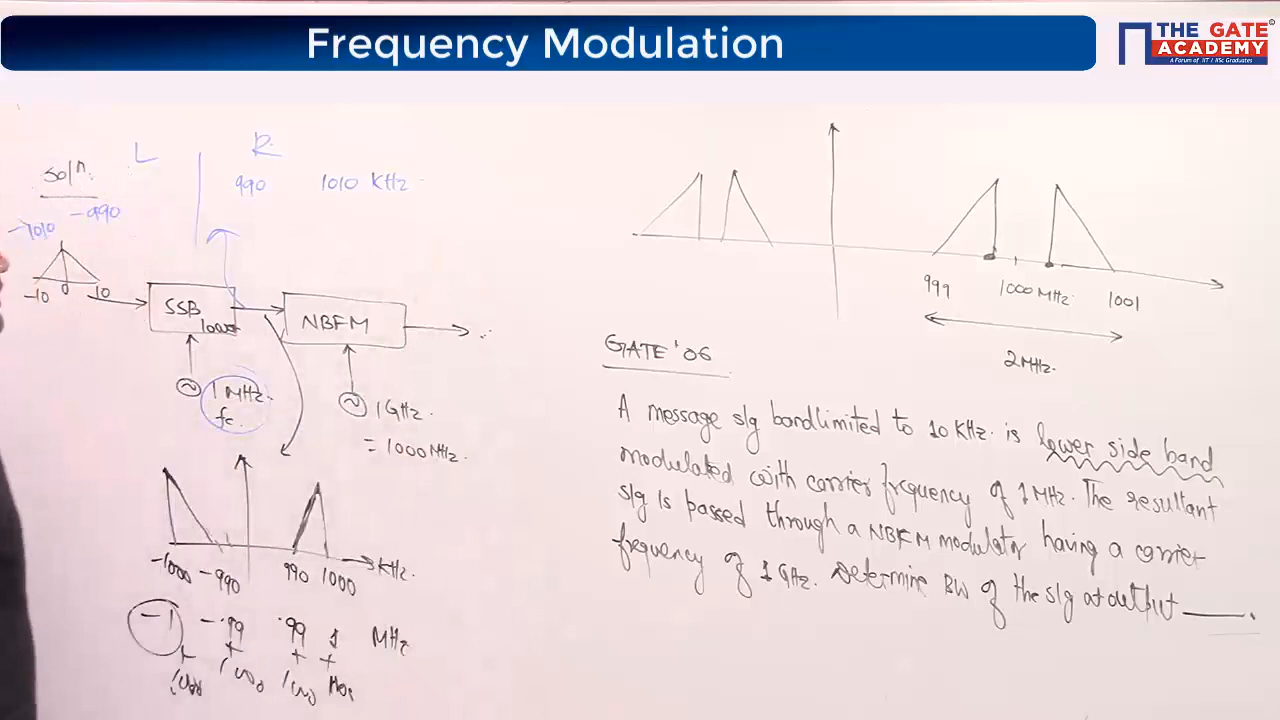 Frequency Modulation
THE GATE
ACADEMY
A Forum of IIT / IISc Graduates
Soln.
L
R
990 1010 KHz
-1010 -990
-10 0 10
SSB
lower
NBFM
1 MHz.
fc.
1 GHz.
= 1000 MHz.
-1000 -990 990 1000 KHz.
-1 -.99 .99 1 MHz
+ + + +
1000 1000 1000
999 1000 MHz 1001
2 MHz.
GATE '06
A message s/g bandlimited to 10 KHz. is lower side band
modulated with carrier frequency of 1 MHz. The resultant
s/g is passed through a NBFM modulator having a carrier
frequency of 1 GHz. Determine BW of the s/g at output ____.